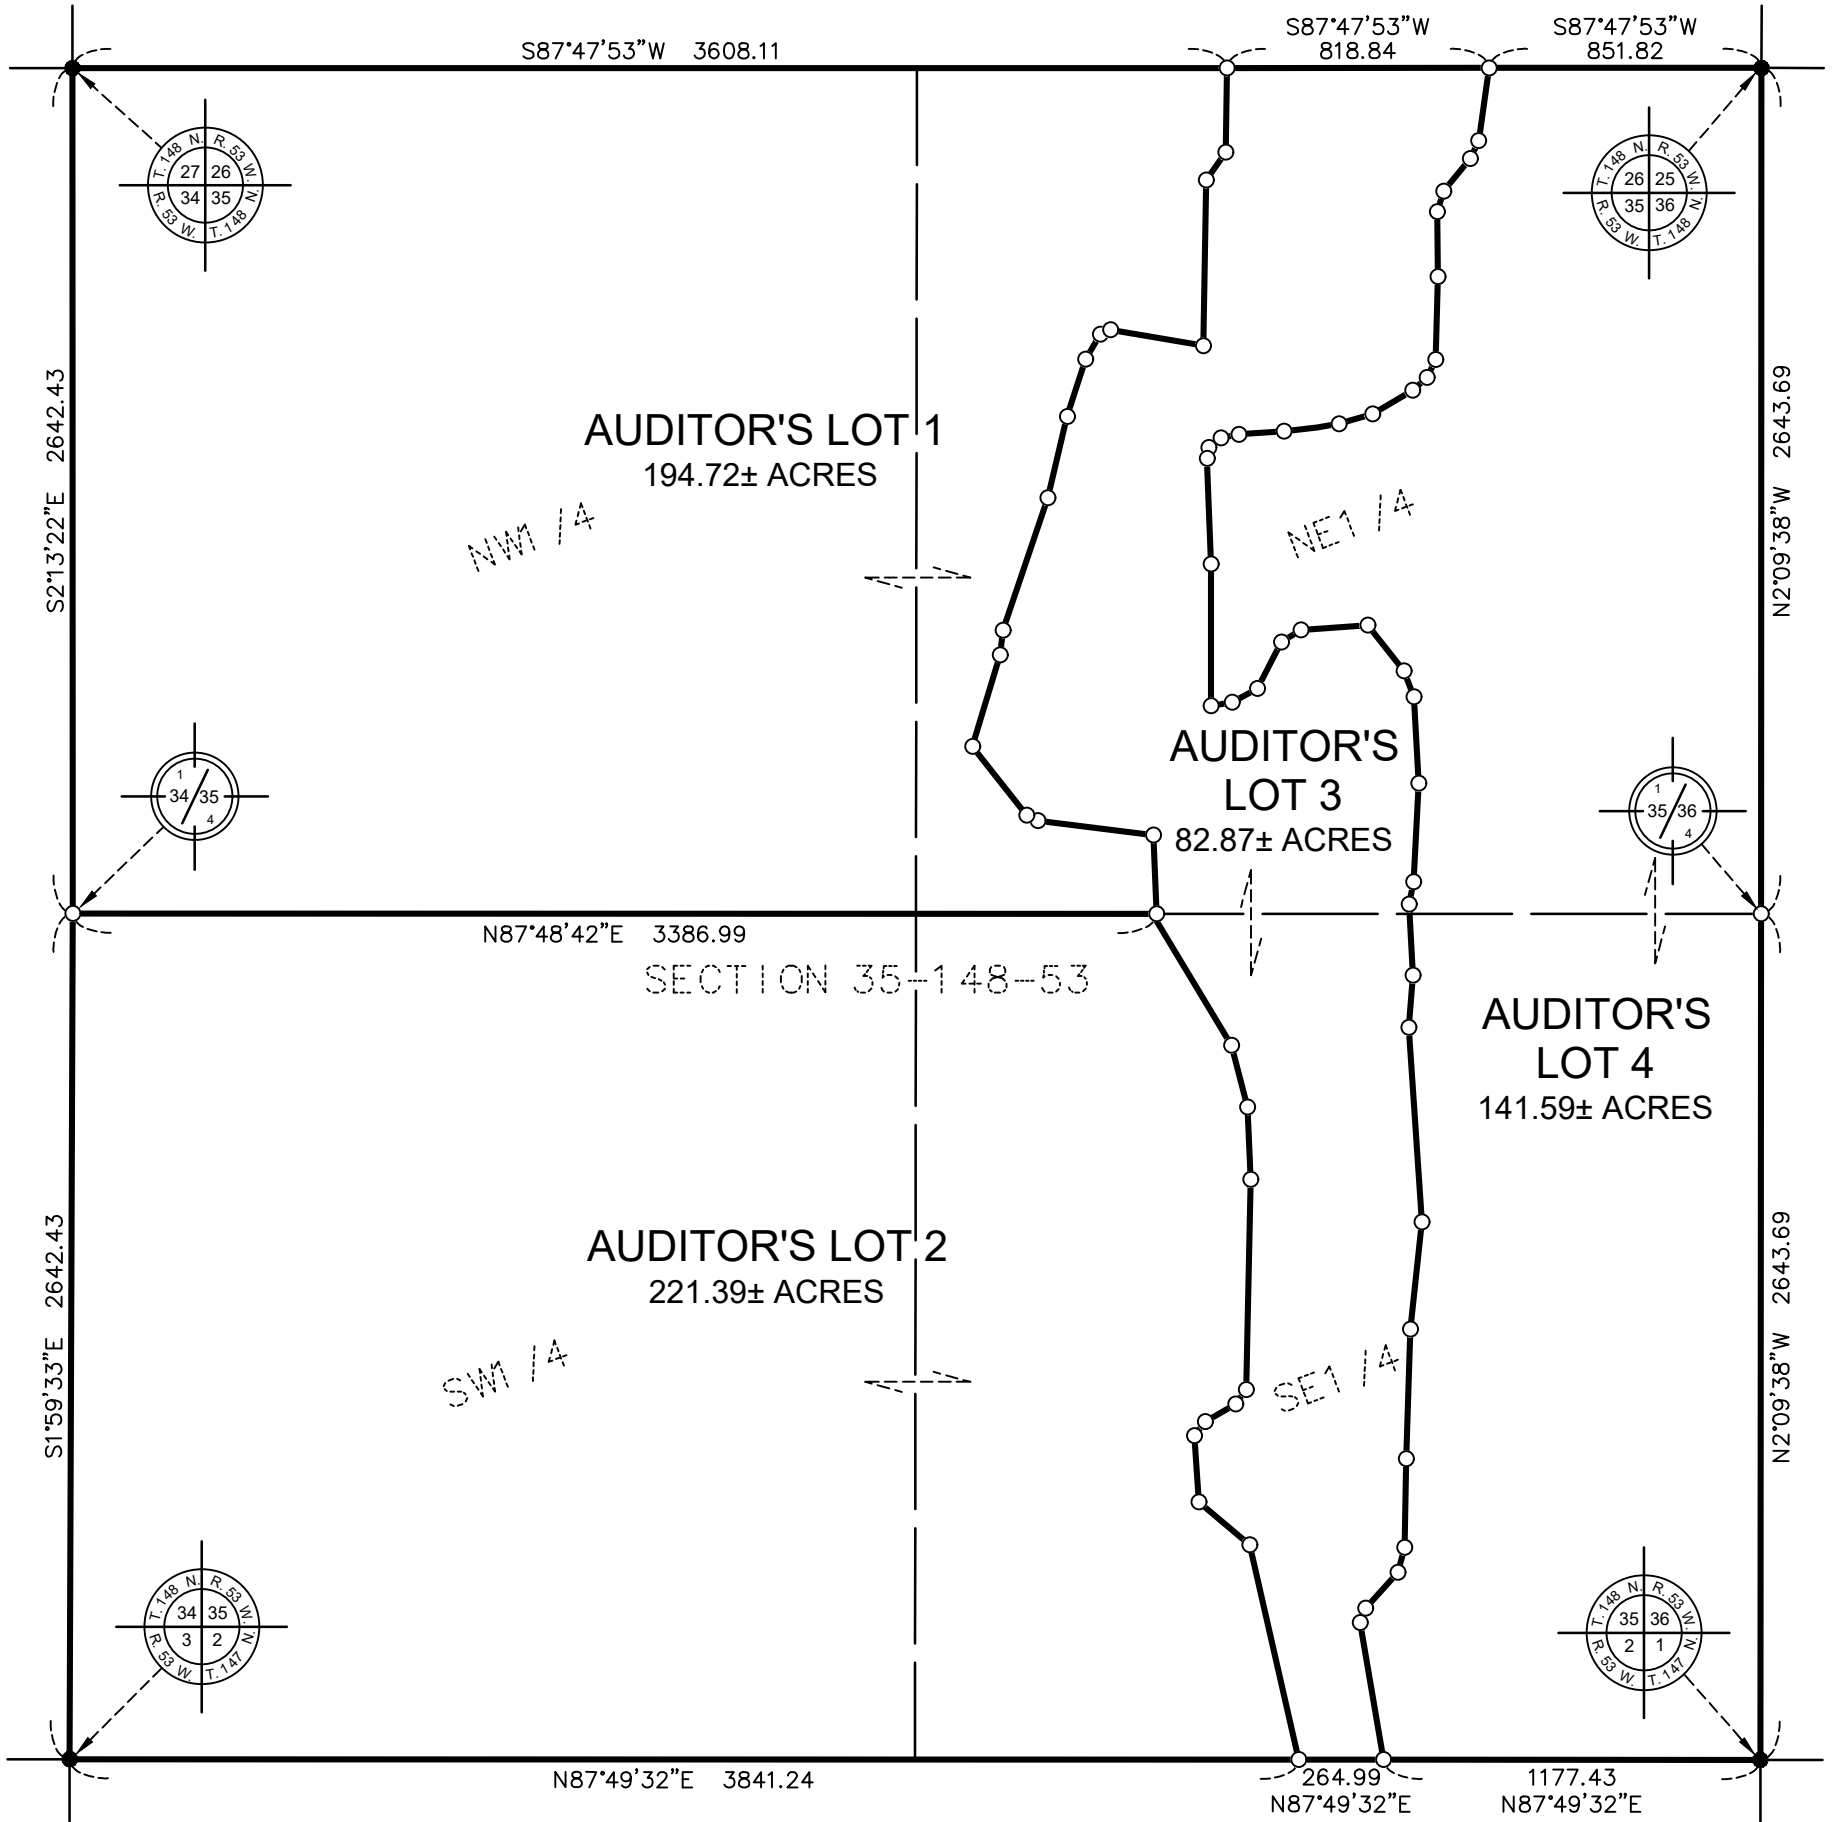 S87°47'53"W 3608.11
S87°47'53"W
818.84
S87°47'53"W
851.82
T. 148 N. R. 53 W.
27 26
34 35
R. 53 W. T. 148 N.
T. 148 N. R. 53 W.
26 25
35 36
R. 53 W. T. 148 N.
S2°13'22"E 2642.43
N2°09'38"W 2643.69
AUDITOR'S LOT 1
194.72± ACRES
NW1/4
NE1/4
1
34/35
4
AUDITOR'S
LOT 3
82.87± ACRES
1
35/36
4
N87°48'42"E 3386.99
SECTION 35-148-53
AUDITOR'S
LOT 4
141.59± ACRES
S1°59'33"E 2642.43
N2°09'38"W 2643.69
AUDITOR'S LOT 2
221.39± ACRES
SW1/4
SE1/4
T. 148 N. R. 53 W.
34 35
3 2
R. 53 W. T. 147 N.
T. 148 N. R. 53 W.
35 36
2 1
R. 53 W. T. 147 N.
N87°49'32"E 3841.24
264.99
N87°49'32"E
1177.43
N87°49'32"E